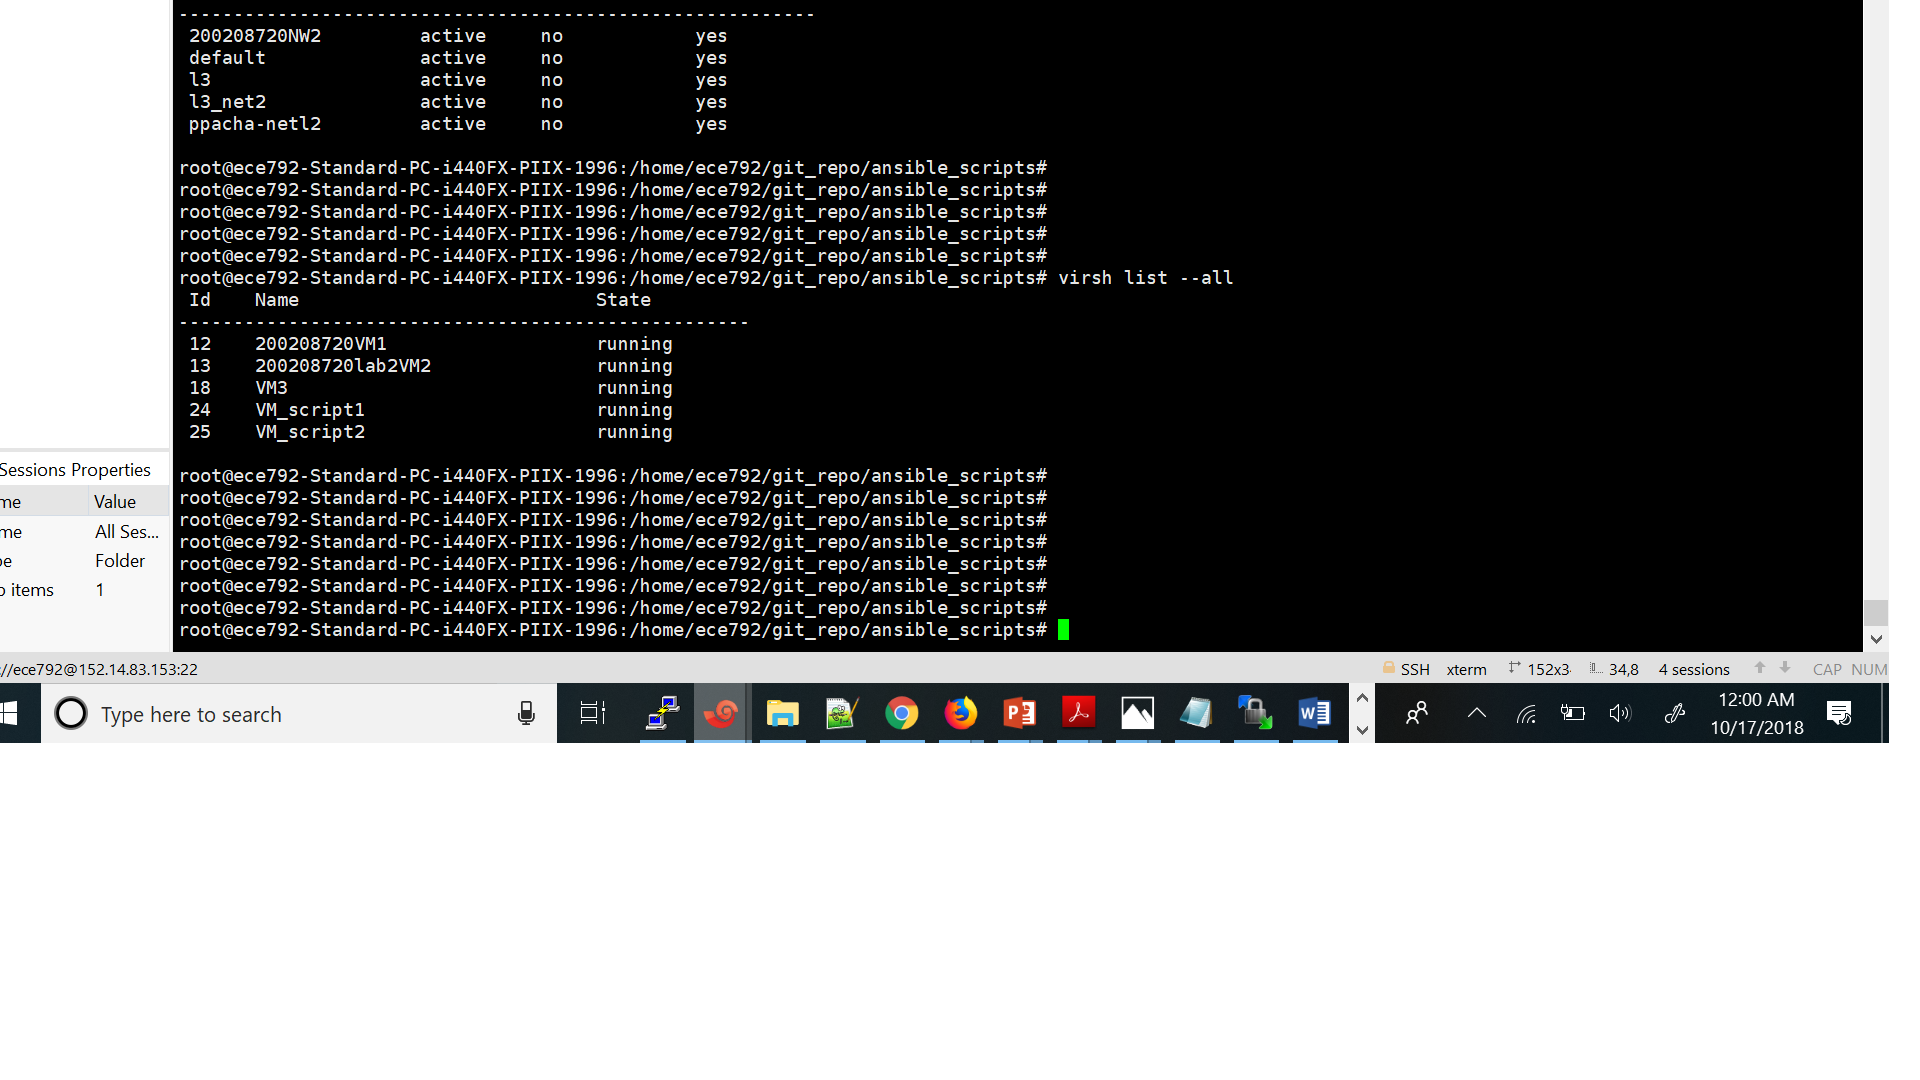 ----------------------------------------------------------
200208720NW2 active no yes
default active no yes
l3 active no yes
l3_net2 active no yes
ppacha-netl2 active no yes
root@ece792-Standard-PC-i440FX-PIIX-1996:/home/ece792/git_repo/ansible_scripts#
root@ece792-Standard-PC-i440FX-PIIX-1996:/home/ece792/git_repo/ansible_scripts#
root@ece792-Standard-PC-i440FX-PIIX-1996:/home/ece792/git_repo/ansible_scripts#
root@ece792-Standard-PC-i440FX-PIIX-1996:/home/ece792/git_repo/ansible_scripts#
root@ece792-Standard-PC-i440FX-PIIX-1996:/home/ece792/git_repo/ansible_scripts#
root@ece792-Standard-PC-i440FX-PIIX-1996:/home/ece792/git_repo/ansible_scripts# virsh list --all
Id Name State
----------------------------------------------------
12 200208720VM1 running
13 200208720lab2VM2 running
18 VM3 running
24 VM_script1 running
25 VM_script2 running
root@ece792-Standard-PC-i440FX-PIIX-1996:/home/ece792/git_repo/ansible_scripts#
root@ece792-Standard-PC-i440FX-PIIX-1996:/home/ece792/git_repo/ansible_scripts#
root@ece792-Standard-PC-i440FX-PIIX-1996:/home/ece792/git_repo/ansible_scripts#
root@ece792-Standard-PC-i440FX-PIIX-1996:/home/ece792/git_repo/ansible_scripts#
root@ece792-Standard-PC-i440FX-PIIX-1996:/home/ece792/git_repo/ansible_scripts#
root@ece792-Standard-PC-i440FX-PIIX-1996:/home/ece792/git_repo/ansible_scripts#
root@ece792-Standard-PC-i440FX-PIIX-1996:/home/ece792/git_repo/ansible_scripts#
root@ece792-Standard-PC-i440FX-PIIX-1996:/home/ece792/git_repo/ansible_scripts#
Sessions Properties
me Value
me All Ses...
pe Folder
items 1
://ece792@152.14.83.153:22
SSH xterm 152x3 34,8 4 sessions CAP NUM
Type here to search
12:00 AM
10/17/2018